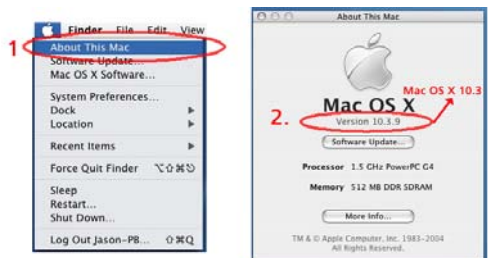 Finder File Edit View
1
About This Mac
Software Update...
Mac OS X Software...
System Preferences...
Dock
Location
Recent Items
Force Quit Finder ⌥⇧⌘⎋
Sleep
Restart...
Shut Down...
Log Out Jason-PB... ⇧⌘Q
About This Mac
Mac OS X 10.3
Mac OS X
2.
Version 10.3.9
Software Update...
Processor 1.5 GHz PowerPC G4
Memory 512 MB DDR SDRAM
More Info...
TM & © Apple Computer, Inc. 1983-2004
All Rights Reserved.